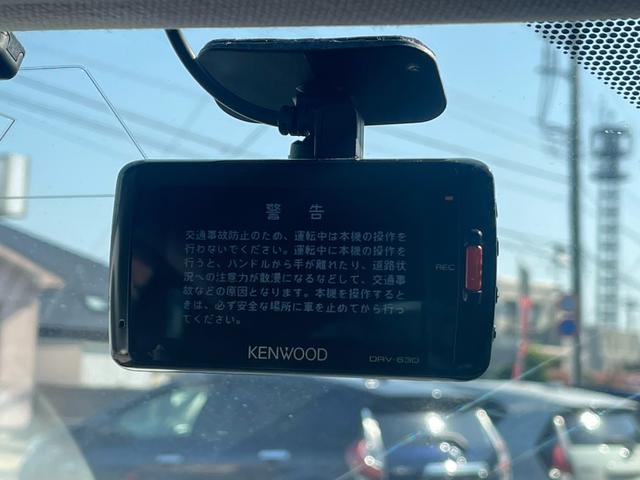 警告
交通事故防止のため、運転中は本機の操作を
行わないでください。運転中に本機の操作を
行うと、ハンドルから手が離れたり、道路状
況への注意力が散漫になるなどして、交通事
故などの原因となります。本機を操作すると
きは、必ず安全な場所に車を止めてから行っ
てください。
REC
KENWOOD
DRV-630